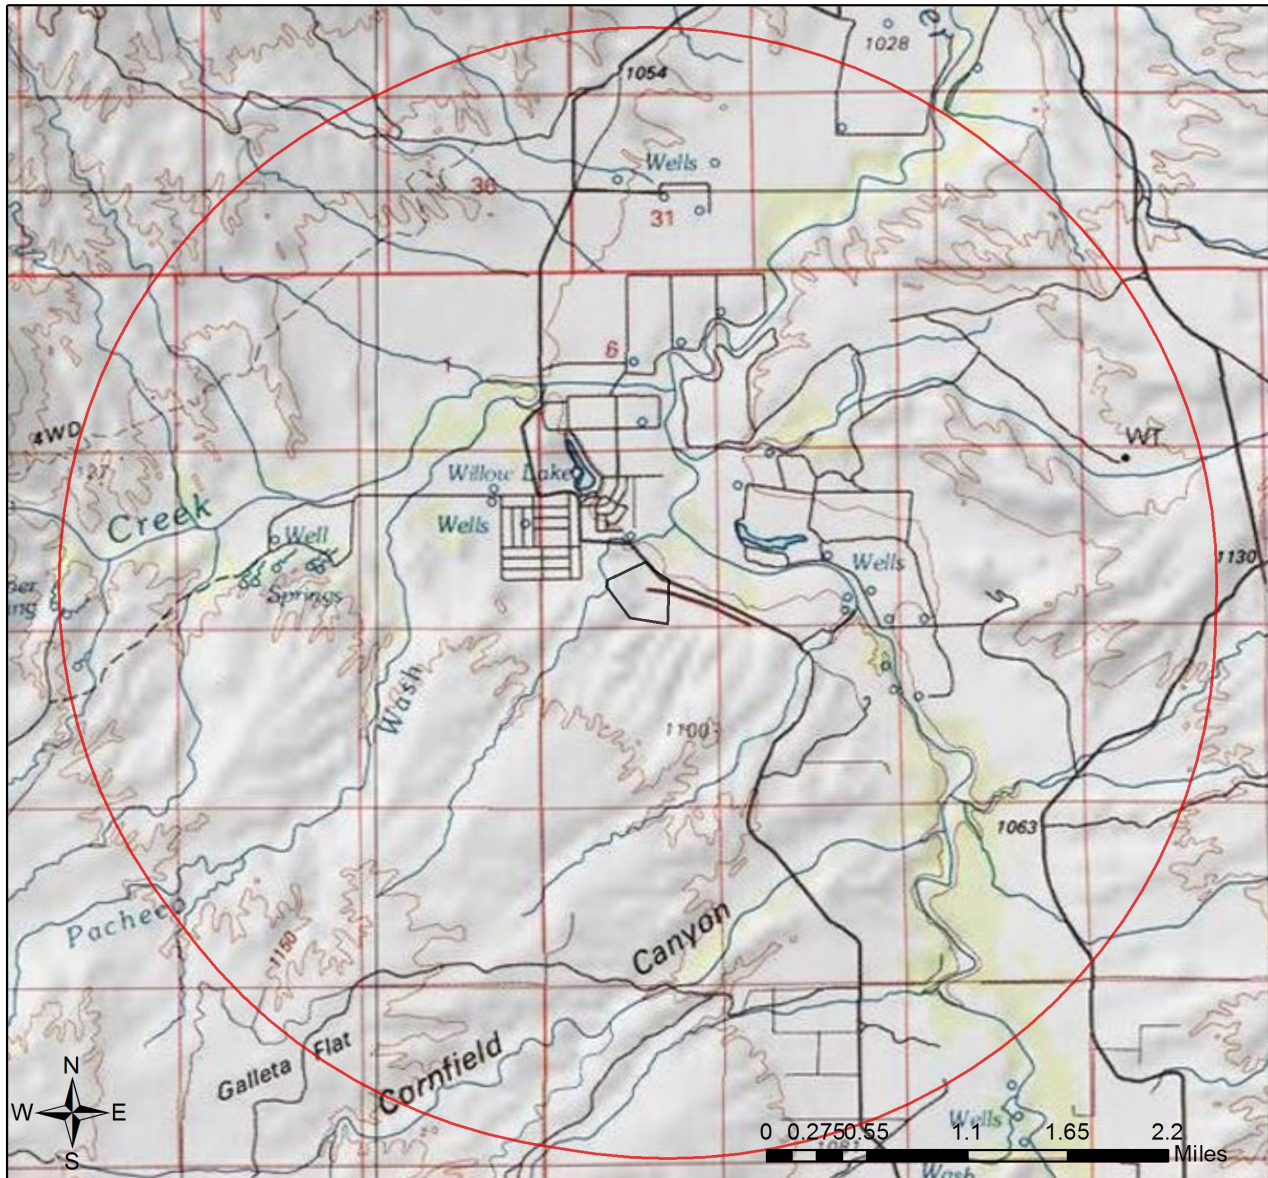 er
1028
1054
Wells
30
31
6
4WD
WT
Willow Lake
Creek
Wells
Well
Wells
1130
Springs
Wash
1100
1063
Pacheco
1150
Canyon
Galleta Flat
Cornfield
N
W E
S
Wells
0 0.275 0.55 1.1 1.65 2.2
Miles
Wash